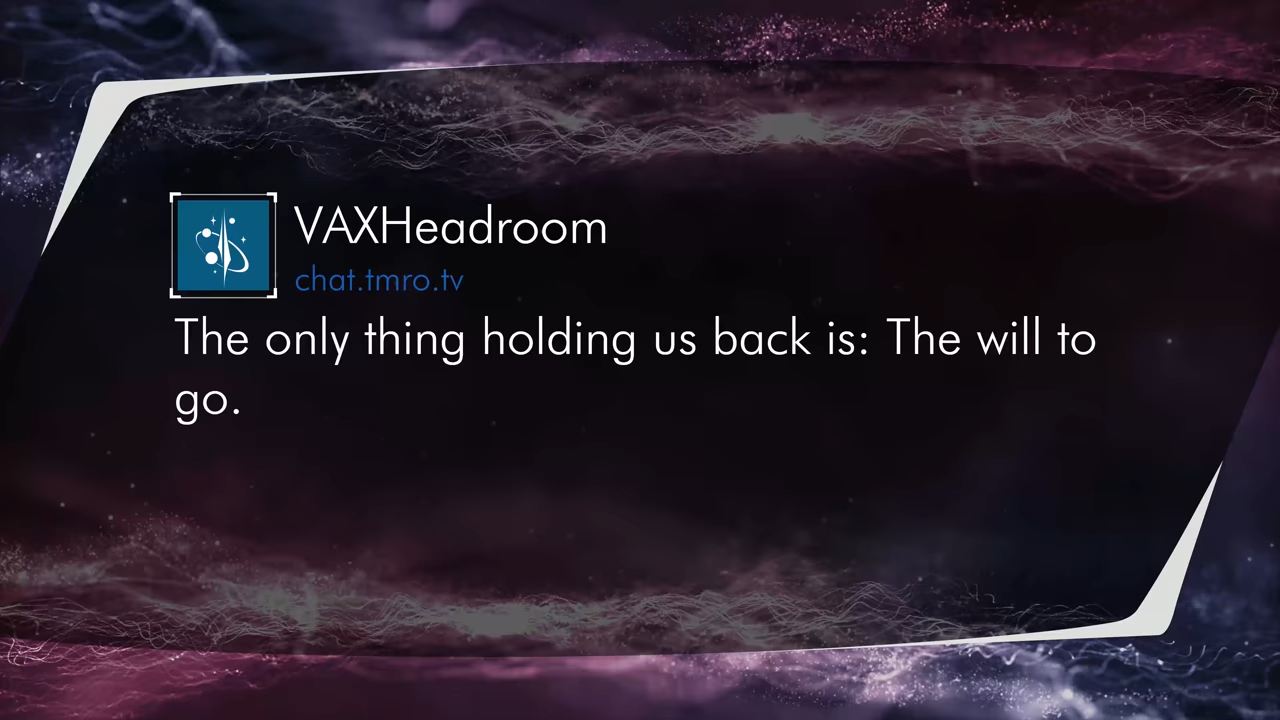 VAXHeadroom
chat.tmro.tv
The only thing holding us back is: The will to
go.